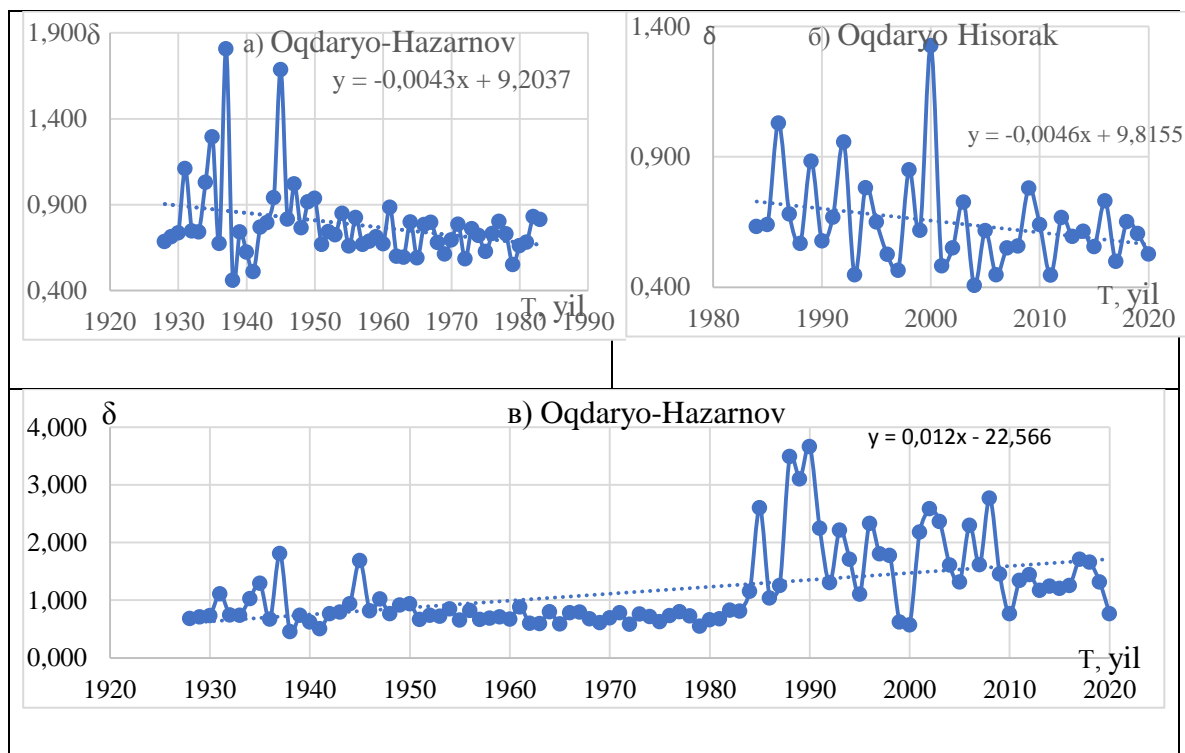 δ
а) Oqdaryo-Hazarnov
y = -0,0043x + 9,2037
1,900
1,400
0,900
0,400
T, yil
1920 1930 1940 1950 1960 1970 1980 1990
δ
б) Oqdaryo Hisorak
y = -0,0046x + 9,8155
1,400
0,900
0,400
T, yil
1980 1990 2000 2010 2020
δ
в) Oqdaryo-Hazarnov
y = 0,012x - 22,566
4,000
3,000
2,000
1,000
0,000
T, yil
1920 1930 1940 1950 1960 1970 1980 1990 2000 2010 2020